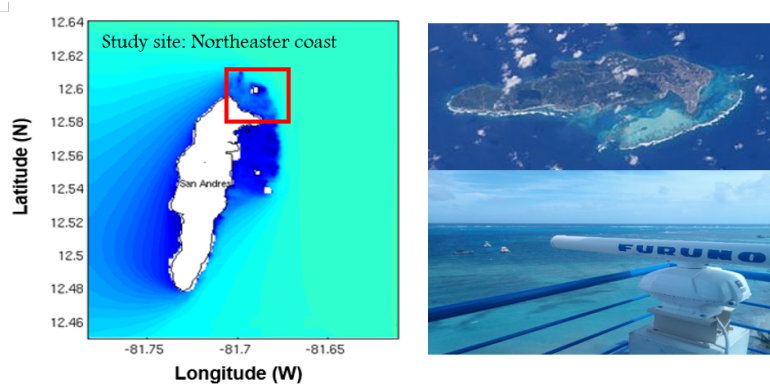 Study site: Northeaster coast
12.64
12.62
12.6
12.58
12.56
12.54
12.52
12.5
12.48
12.46
Latitude (N)
San Andres
-81.75
-81.7
-81.65
Longitude (W)
FURUNO